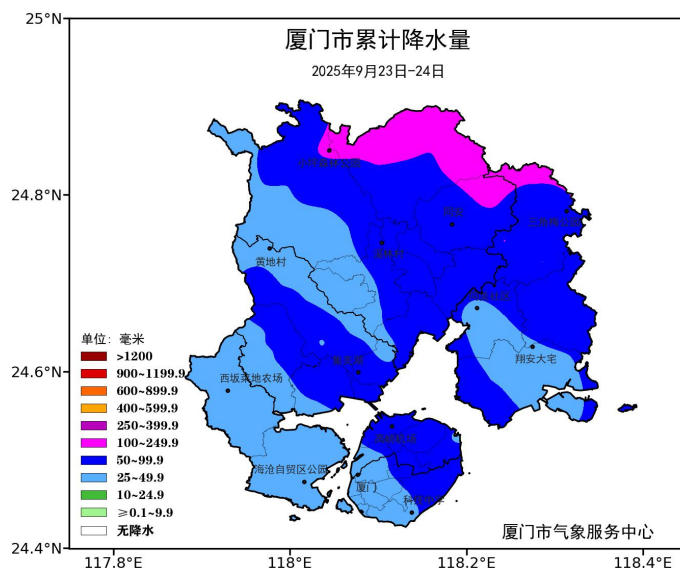 厦门市累计降水量
2025年9月23日-24日
25°N
24.8°N
24.6°N
24.4°N
黄地村
翔安大宅
西坂茶地农场
海沧自贸区公园
厦门
单位: 毫米
>1200
900~1199.9
600~899.9
400~599.9
250~399.9
100~249.9
50~99.9
25~49.9
10~24.9
≥0.1~9.9
无降水
厦门市气象服务中心
117.8°E
118°E
118.2°E
118.4°E